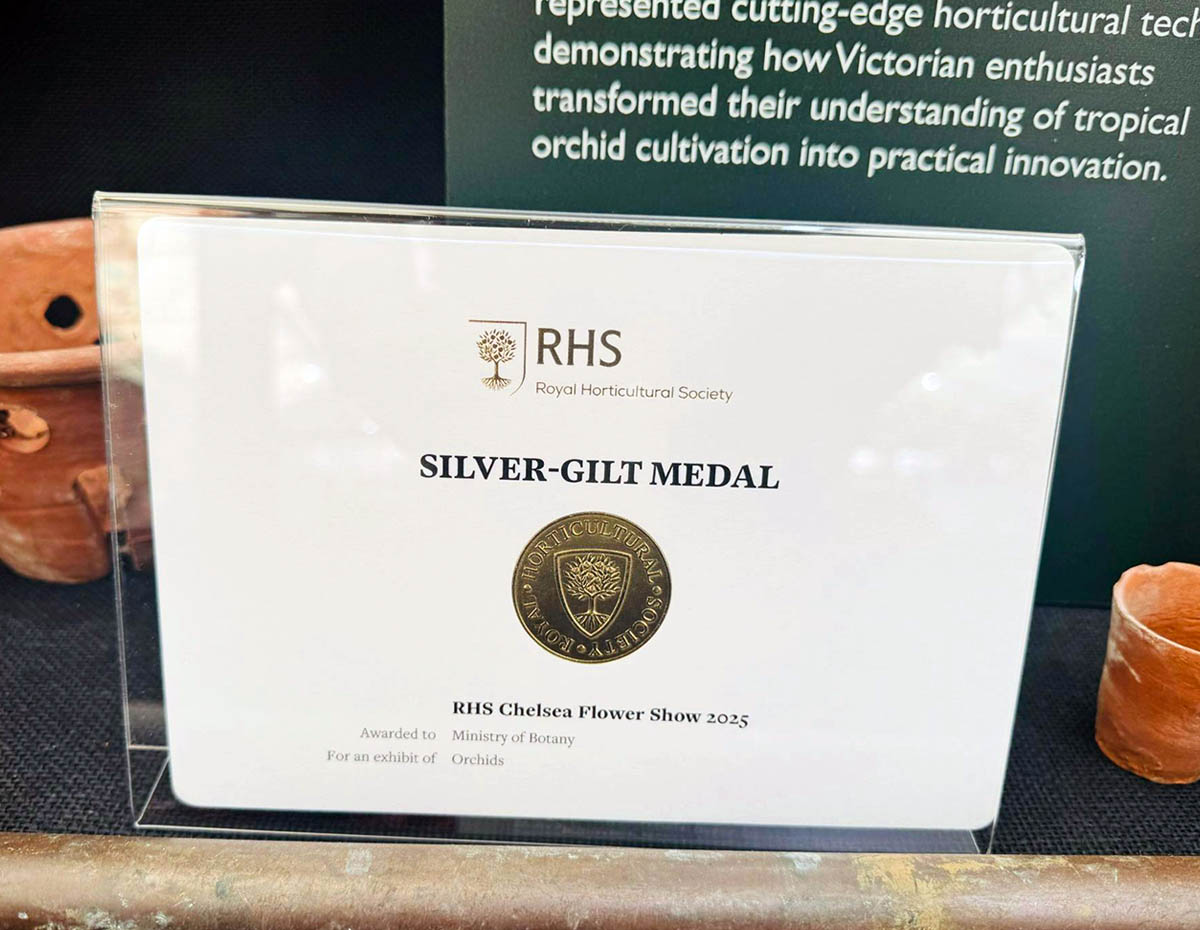 represented cutting-edge horticultural
demonstrating how Victorian enthusiasts
transformed their understanding of tropical
orchid cultivation into practical innovation.
RHS
Royal Horticultural Society
SILVER-GILT MEDAL
ROYAL • HORTICULTURAL • SOCIETY •
RHS Chelsea Flower Show 2025
Awarded to Ministry of Botany
For an exhibit of Orchids